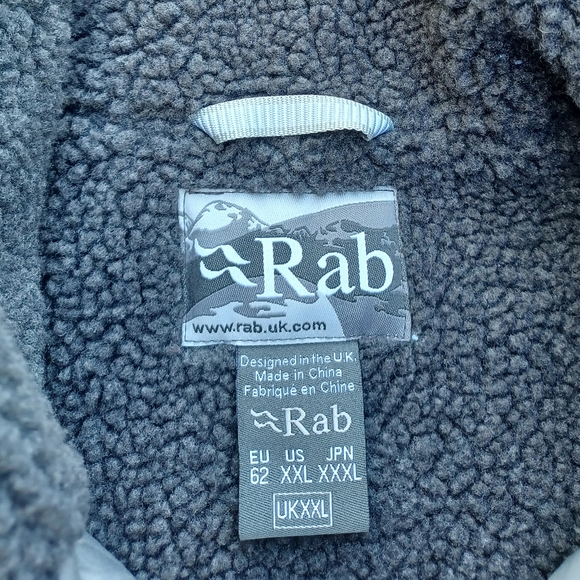 Rab
www.rab.uk.com
Designed in the U.K.
Made in China
Fabriqué en Chine
Rab
EU US JPN
62 XXL XXXL
UKXXL